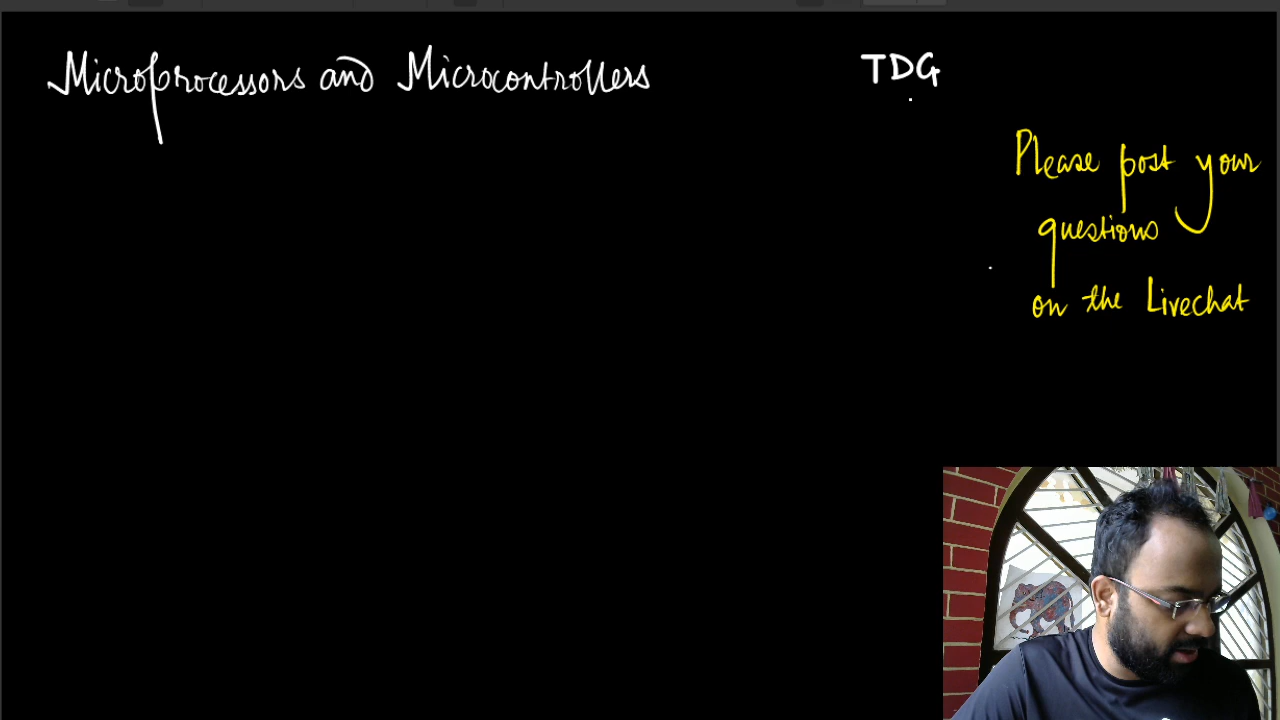 Microprocessors and Microcontrollers
TDG
Please post your
questions
on the Livechat